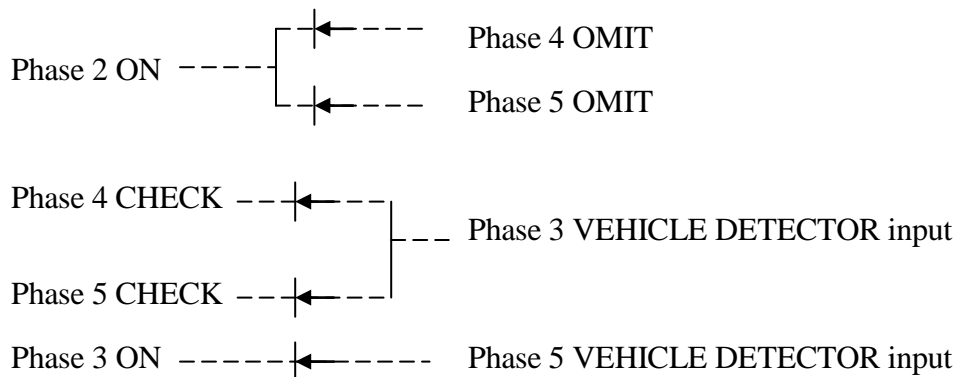 Phase 4 OMIT
Phase 2 ON
Phase 5 OMIT
Phase 4 CHECK
Phase 3 VEHICLE DETECTOR input
Phase 5 CHECK
Phase 3 ON Phase 5 VEHICLE DETECTOR input